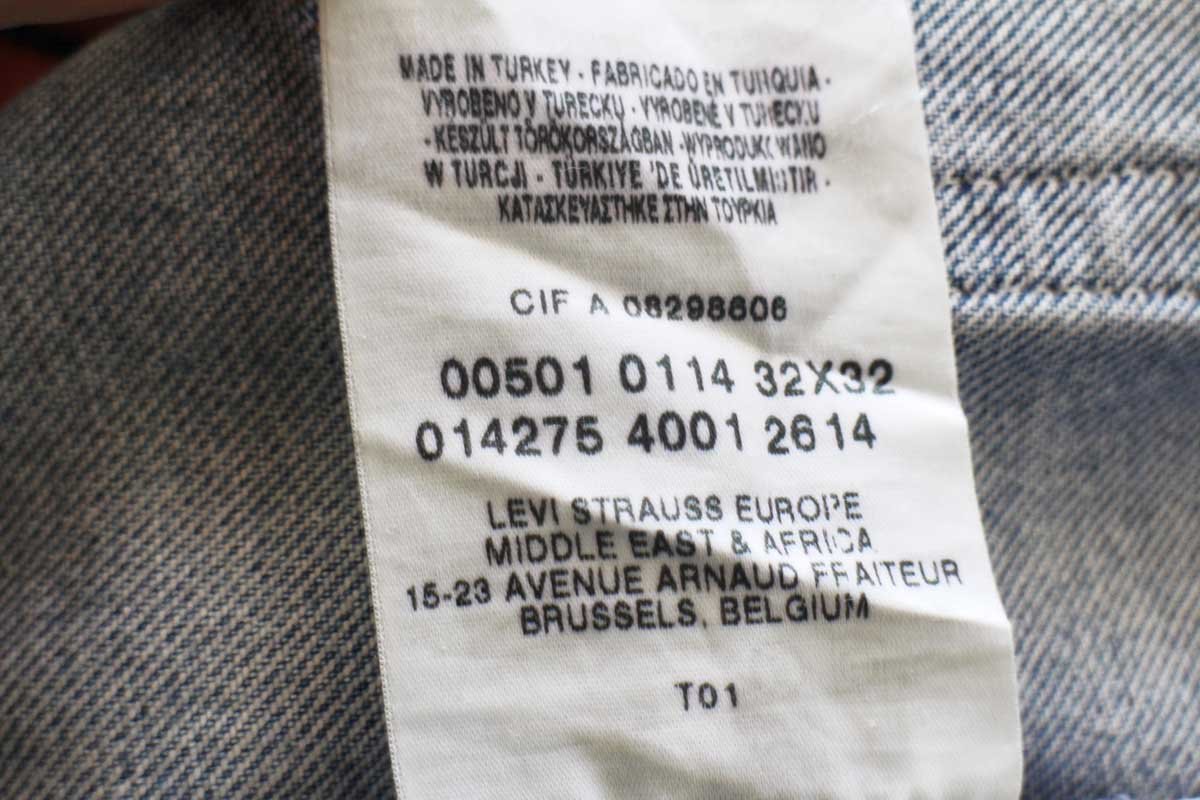 MADE IN TURKEY · FABRICADO EN TURQUIA ·
VYROBENO V TURECKU · VYROBENÉ V TURECKU
· KESZÜLT TÖRÖKORSZÁGBAN · WYPRODUKOWANO
W TURCJI · TÜRKIYE 'DE ÜRETILMIŞTIR ·
ΚΑΤΑΣΚΕΥΑΣΤΗΚΕ ΣΤΗΝ ΤΟΥΡΚΙΑ
CIF A 08298606
00501 0114 32X32
014275 4001 2614
LEVI STRAUSS EUROPE
MIDDLE EAST & AFRICA
15-23 AVENUE ARNAUD FRAITEUR
BRUSSELS, BELGIUM
T01